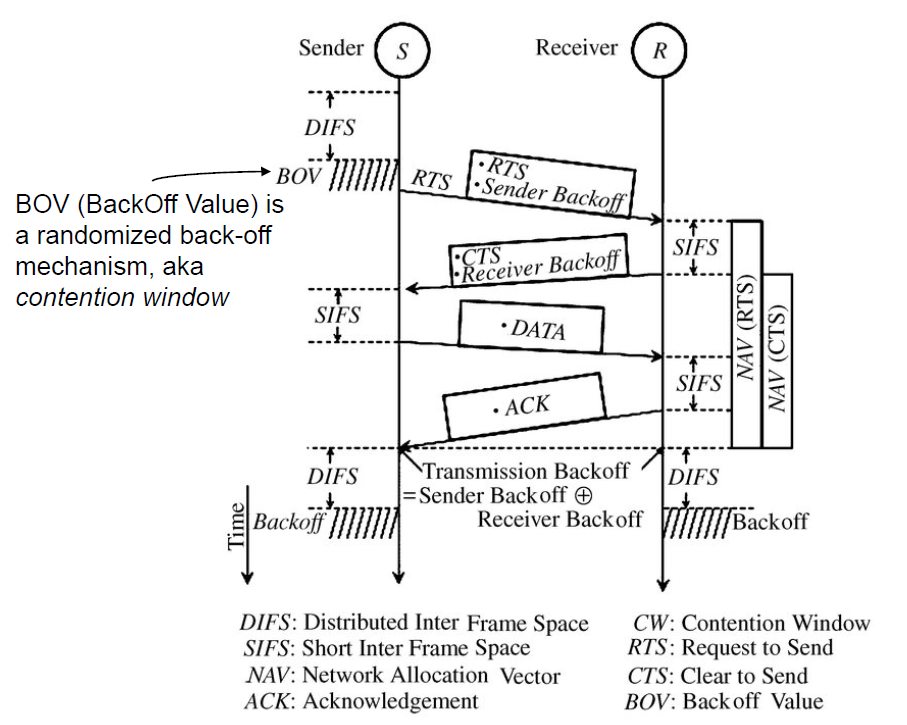 Sender S
Receiver R
DIFS
BOV
RTS
• RTS
• Sender Backoff
BOV (BackOff Value) is
a randomized back-off
mechanism, aka
contention window
SIFS
• CTS
• Receiver Backoff
SIFS
• DATA
NAV (RTS)
NAV (CTS)
SIFS
• ACK
DIFS
Transmission Backoff
= Sender Backoff ⊕
Receiver Backoff
DIFS
Time
Backoff
Backoff
DIFS: Distributed Inter Frame Space
SIFS: Short Inter Frame Space
NAV: Network Allocation Vector
ACK: Acknowledgement
CW: Contention Window
RTS: Request to Send
CTS: Clear to Send
BOV: Backoff Value